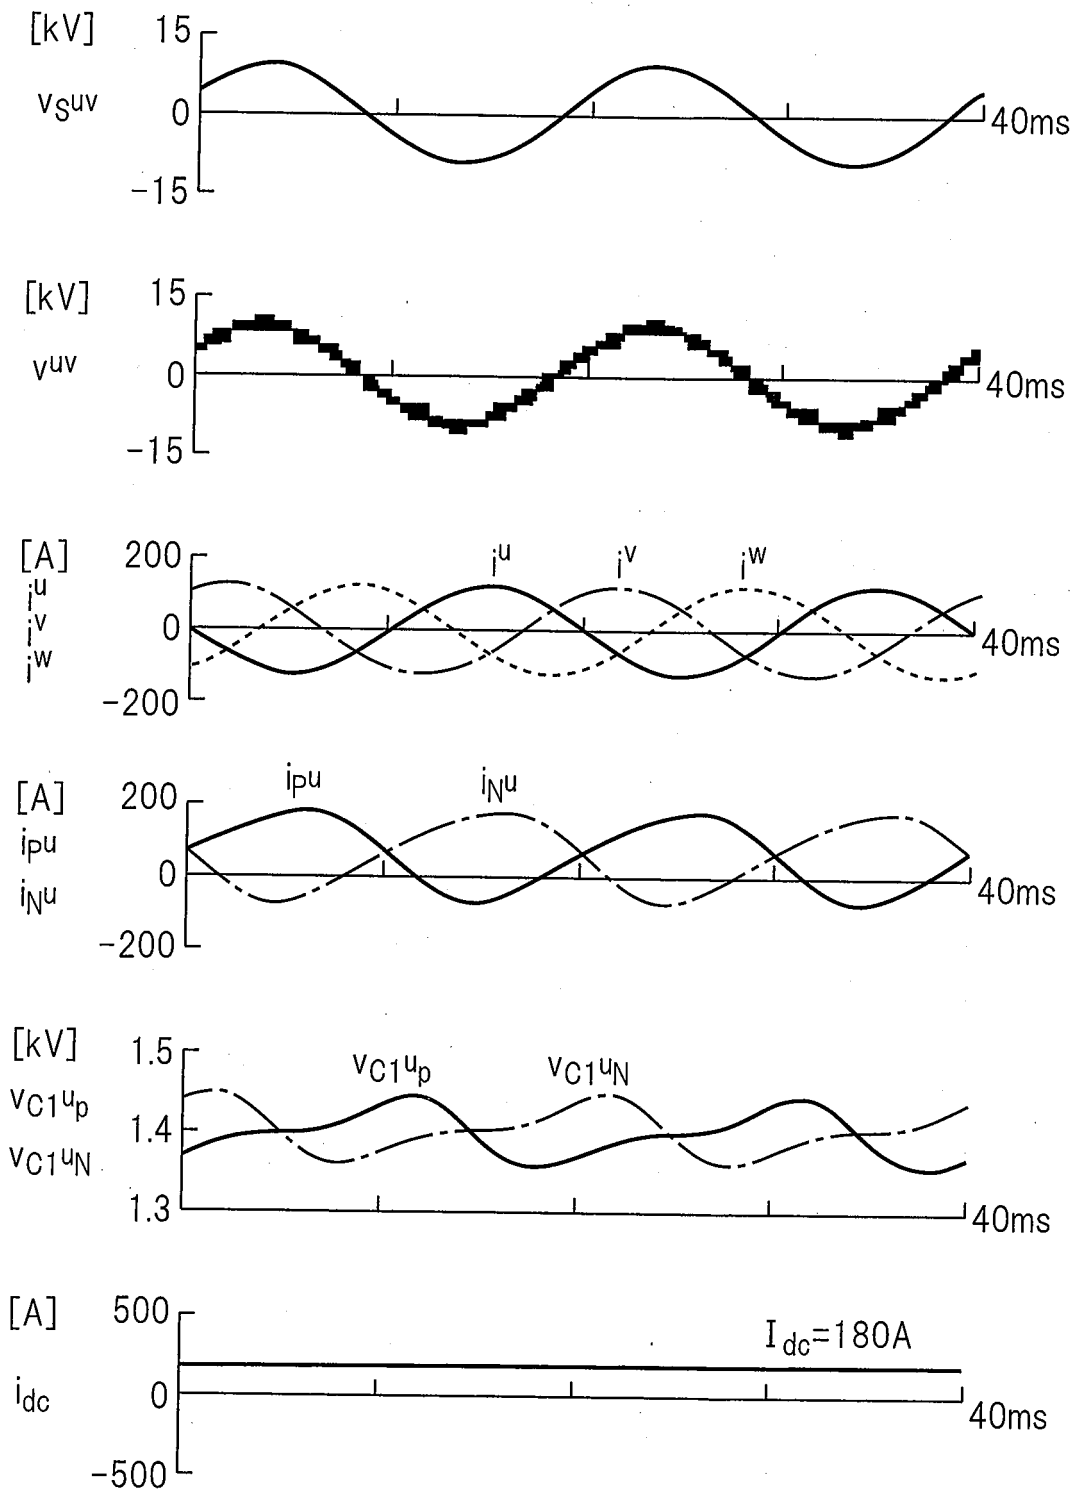 [kV]
15
vSuv
0
-15
40ms
[kV]
15
vuv
0
-15
40ms
[A]
200
iu
iv
iw
0
-200
iu
iv
iw
40ms
[A]
200
iPu
iNu
0
-200
iPu
iNu
40ms
[kV]
1.5
vC1uP
vC1uN
1.4
1.3
vC1up
vC1uN
40ms
[A]
500
idc
0
-500
Idc=180A
40ms